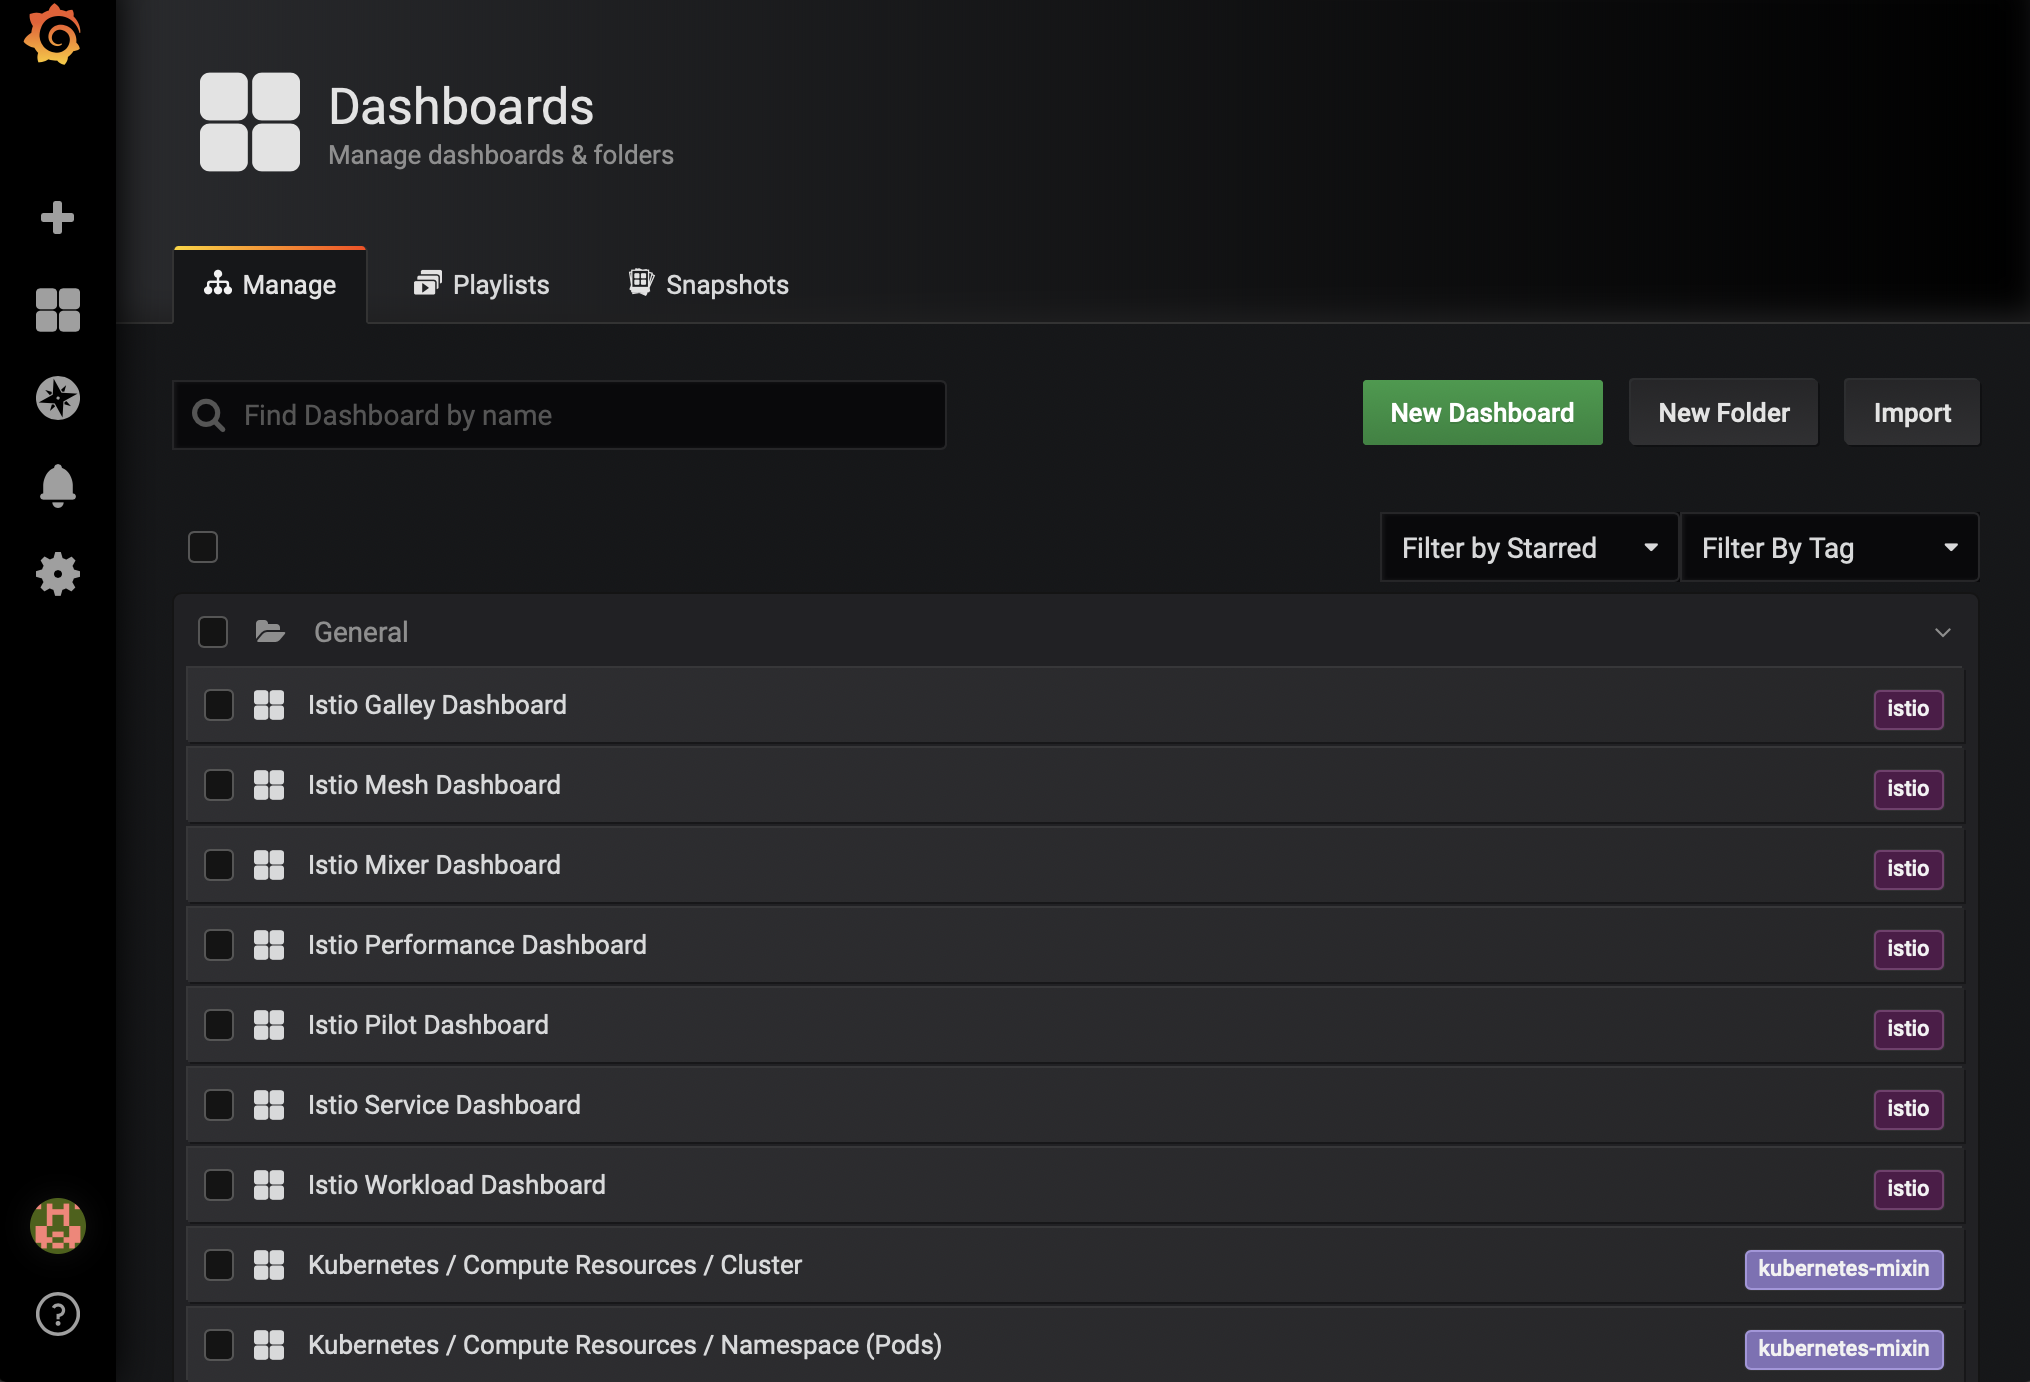 Dashboards
Manage dashboards & folders
Manage Playlists Snapshots
Find Dashboard by name New Dashboard New Folder Import
Filter by Starred Filter By Tag
General
Istio Galley Dashboard istio
Istio Mesh Dashboard istio
Istio Mixer Dashboard istio
Istio Performance Dashboard istio
Istio Pilot Dashboard istio
Istio Service Dashboard istio
Istio Workload Dashboard istio
Kubernetes / Compute Resources / Cluster kubernetes-mixin
Kubernetes / Compute Resources / Namespace (Pods) kubernetes-mixin